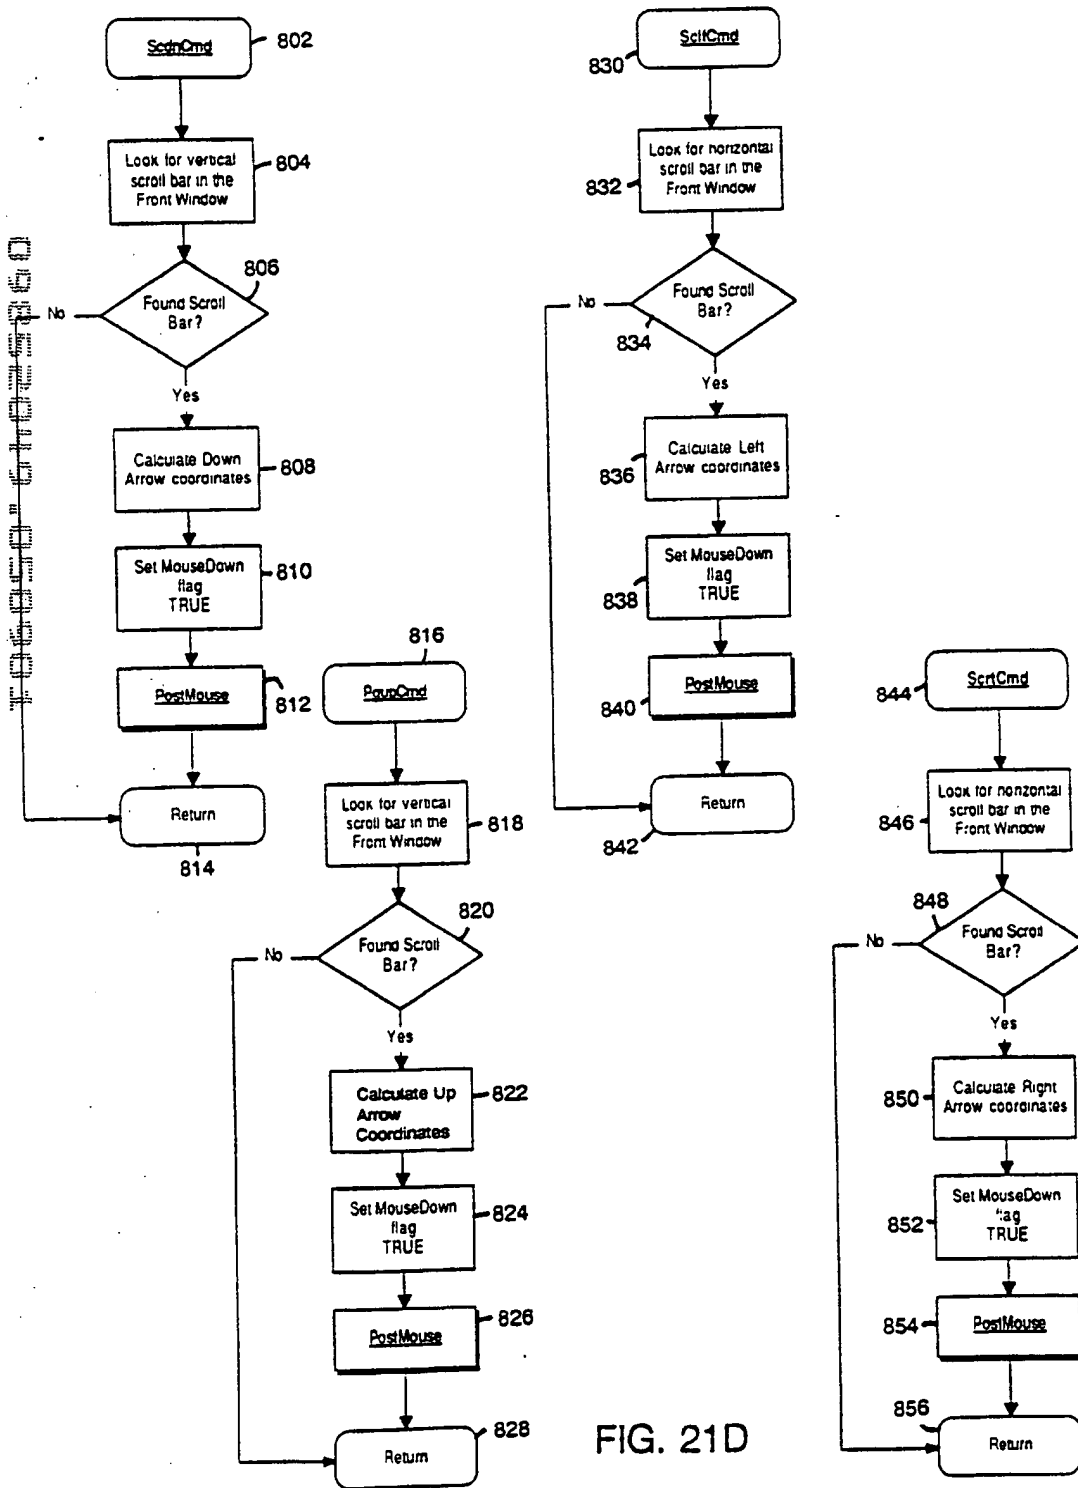 ScdnCmd
802
Look for vertical
scroll bar in the
Front Window
804
806
Found Scroll
Bar?
No
Yes
Calculate Down
Arrow coordinates
808
Set MouseDown
flag
TRUE
810
PostMouse
812
Return
814
816
PgupCmd
Look for vertical
scroll bar in the
Front Window
818
820
Found Scroll
Bar?
No
Yes
Calculate Up
Arrow
Coordinates
822
Set MouseDown
flag
TRUE
824
PostMouse
826
Return
828
SclfCmd
830
Look for horizontal
scroll bar in the
Front Window
832
Found Scroll
Bar?
834
No
Yes
Calculate Left
Arrow coordinates
836
Set MouseDown
flag
TRUE
838
PostMouse
840
Return
842
ScrtCmd
844
Look for horizontal
scroll bar in the
Front Window
846
848
Found Scroll
Bar?
No
Yes
Calculate Right
Arrow coordinates
850
Set MouseDown
flag
TRUE
852
PostMouse
854
856
Return
FIG. 21D